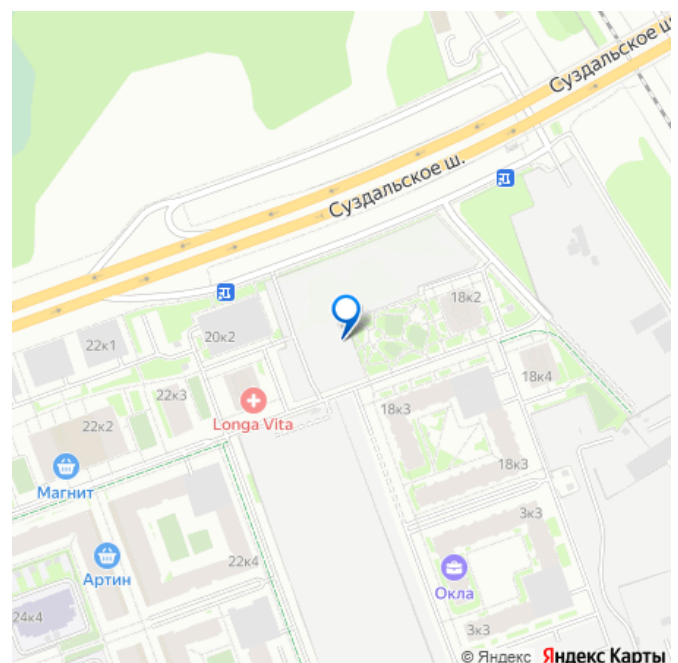 Суздальское ш.
Суздальское ш.
18к2
20к2
22к1
18к4
22к3
18к3
Longa Vita
22к2
18к3
Магнит
3к3
Артин
22к4
Окла
24к4
3к3
© Яндекс Яндекс Карты